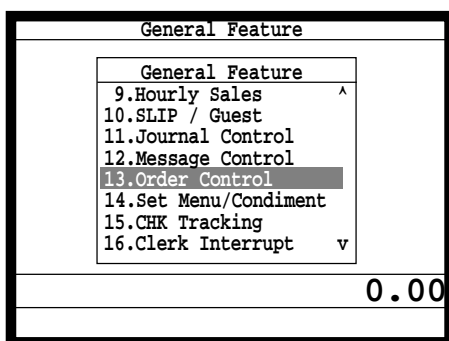 General Feature
General Feature
9.Hourly Sales ^
10.SLIP / Guest
11.Journal Control
12.Message Control
13.Order Control
14.Set Menu/Condiment
15.CHK Tracking
16.Clerk Interrupt v
0.00